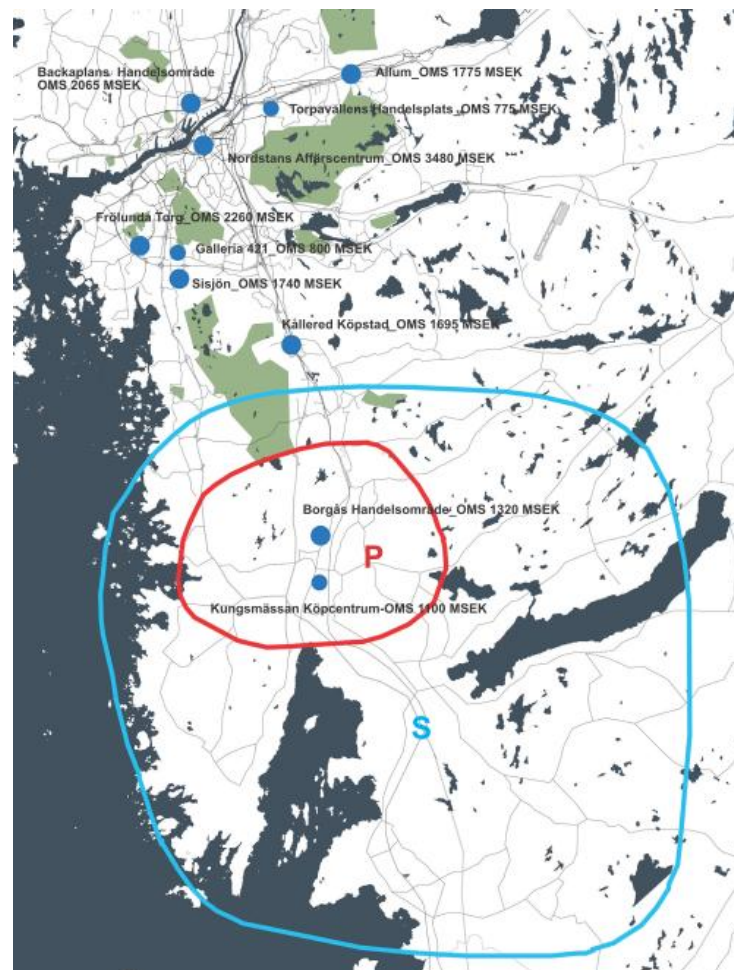 Backaplans Handelsområde
OMS 2065 MSEK
Allum_OMS 1775 MSEK
Torpavallens Handelsplats_OMS 775 MSEK
Nordstans Affärscentrum_OMS 3480 MSEK
Frölunda Torg_OMS 2260 MSEK
Galleria 421_OMS 800 MSEK
Sisjön_OMS 1740 MSEK
Kållered Köpstad_OMS 1695 MSEK
Borgås Handelsområde_OMS 1320 MSEK
P
Kungsmässan Köpcentrum-OMS 1100 MSEK
S